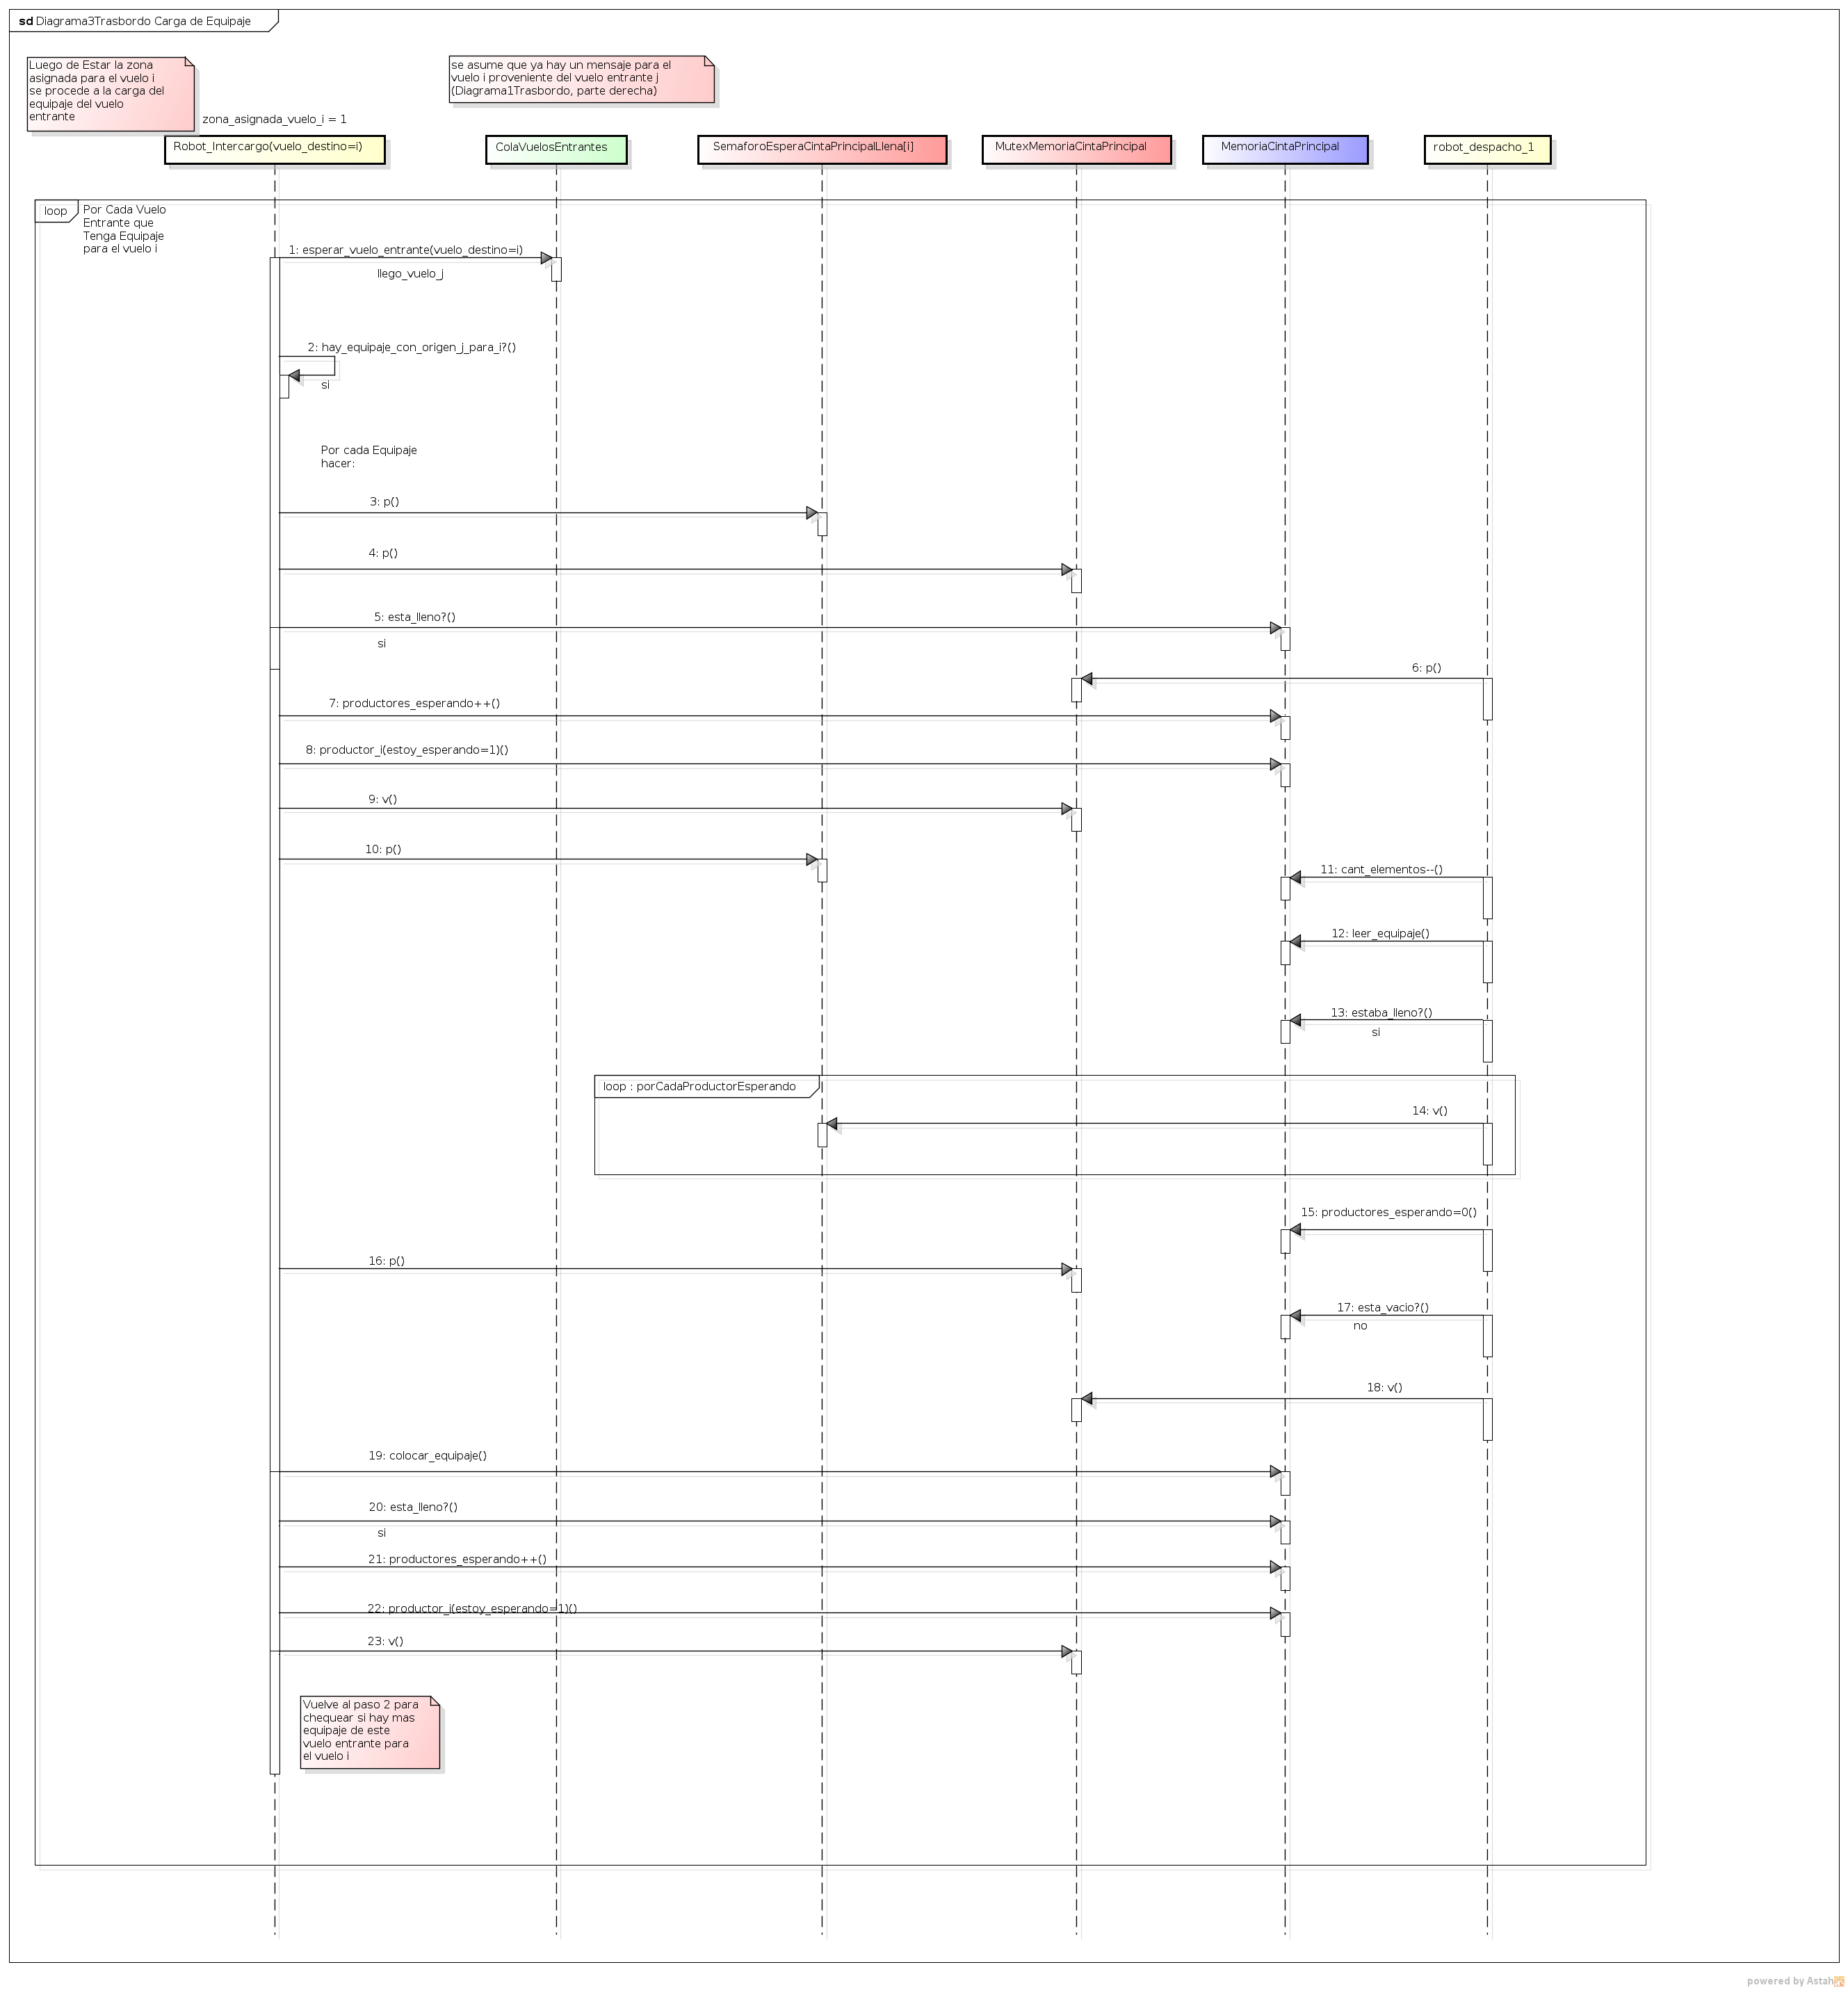 sd Diagrama3Trasbordo Carga de Equipaje
Luego de Estar la zona
asignada para el vuelo i
se procede a la carga del
equipaje del vuelo
entrante
se asume que ya hay un mensaje para el
vuelo i proveniente del vuelo entrante j
(Diagrama1Trasbordo, parte derecha)
zona_asignada_vuelo_i = 1
Robot_Intercargo(vuelo_destino=i)
ColaVuelosEntrantes
SemaforoEsperaCintaPrincipalLlena[i]
MutexMemoriaCintaPrincipal
MemoriaCintaPrincipal
robot_despacho_1
loop
Por Cada Vuelo
Entrante que
Tenga Equipaje
para el vuelo i
1: esperar_vuelo_entrante(vuelo_destino=i)
llego_vuelo_j
2: hay_equipaje_con_origen_j_para_i?()
si
Por cada Equipaje
hacer:
3: p()
4: p()
5: esta_lleno?()
si
6: p()
7: productores_esperando++()
8: productor_i(estoy_esperando=1)()
9: v()
10: p()
11: cant_elementos--()
12: leer_equipaje()
13: estaba_lleno?()
si
loop : porCadaProductorEsperando
14: v()
15: productores_esperando=0()
16: p()
17: esta_vacio?()
no
18: v()
19: colocar_equipaje()
20: esta_lleno?()
si
21: productores_esperando++()
22: productor_i(estoy_esperando=1)()
23: v()
Vuelve al paso 2 para
chequear si hay mas
equipaje de este
vuelo entrante para
el vuelo i
powered by Astah